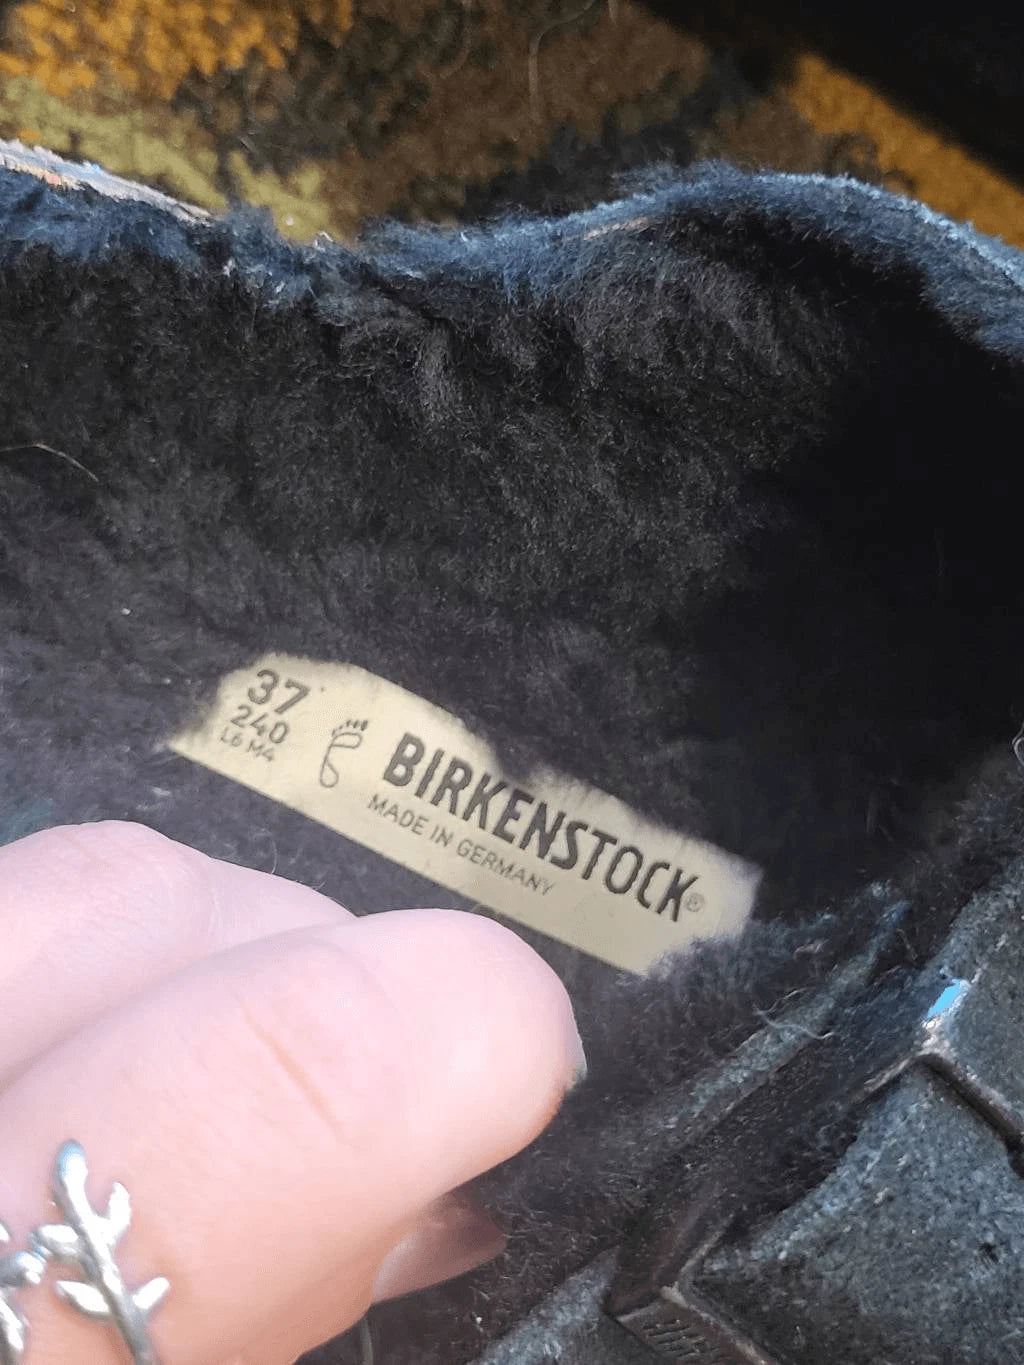 37
240
L6 M4
BIRKENSTOCK®
MADE IN GERMANY